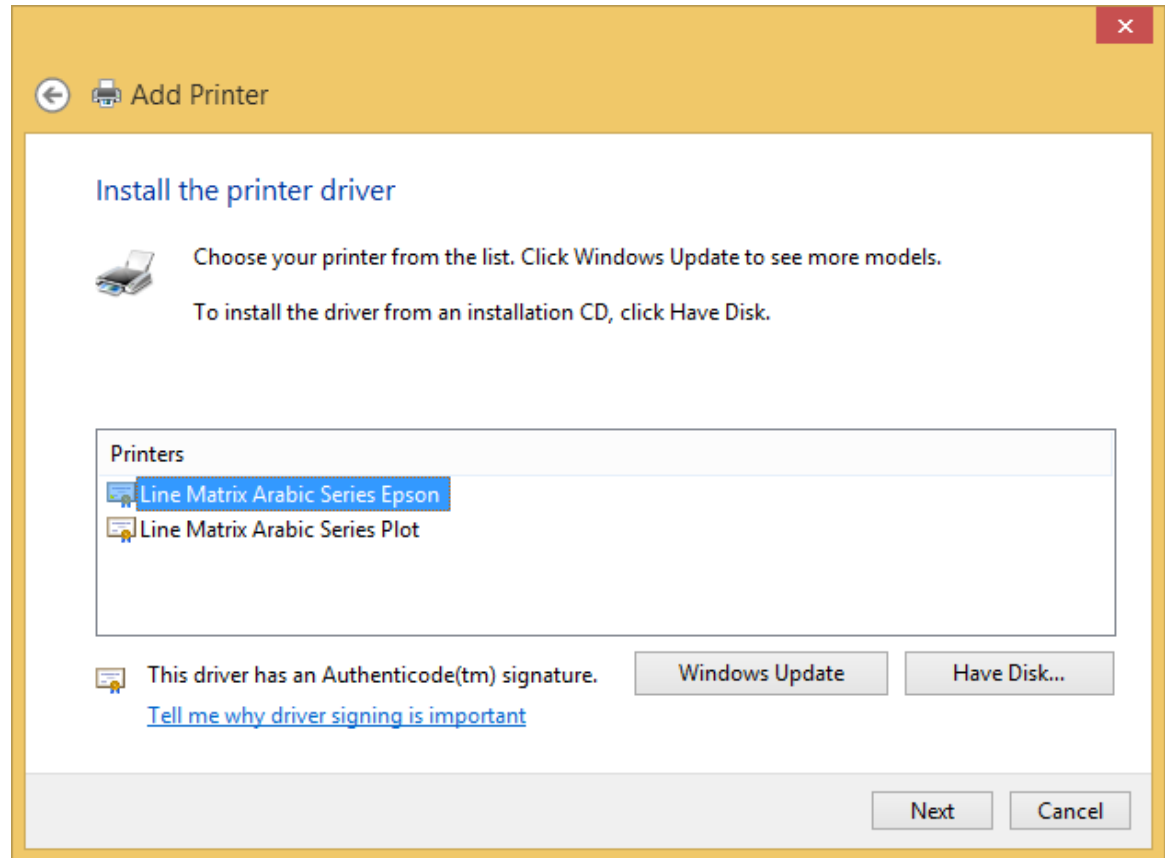 Add Printer
Install the printer driver
Choose your printer from the list. Click Windows Update to see more models.
To install the driver from an installation CD, click Have Disk.
Printers
Line Matrix Arabic Series Epson
Line Matrix Arabic Series Plot
This driver has an Authenticode(tm) signature.
Windows Update
Have Disk...
Tell me why driver signing is important
Next
Cancel